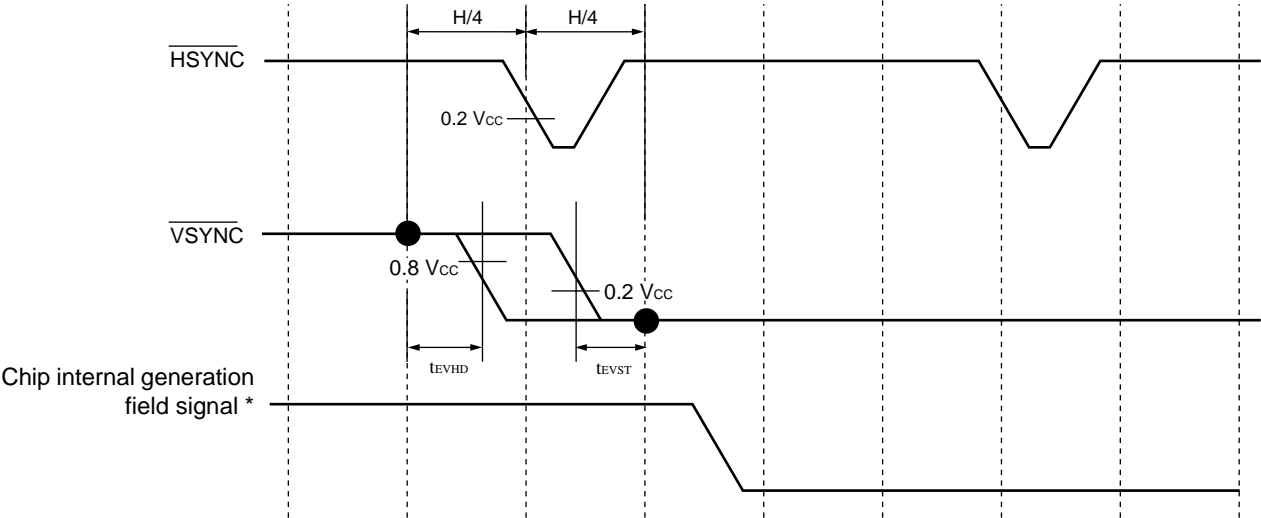 H/4 H/4
HSYNC
0.2 Vcc
VSYNC
0.8 Vcc
0.2 Vcc
tEVHD tEVST
Chip internal generation
field signal *